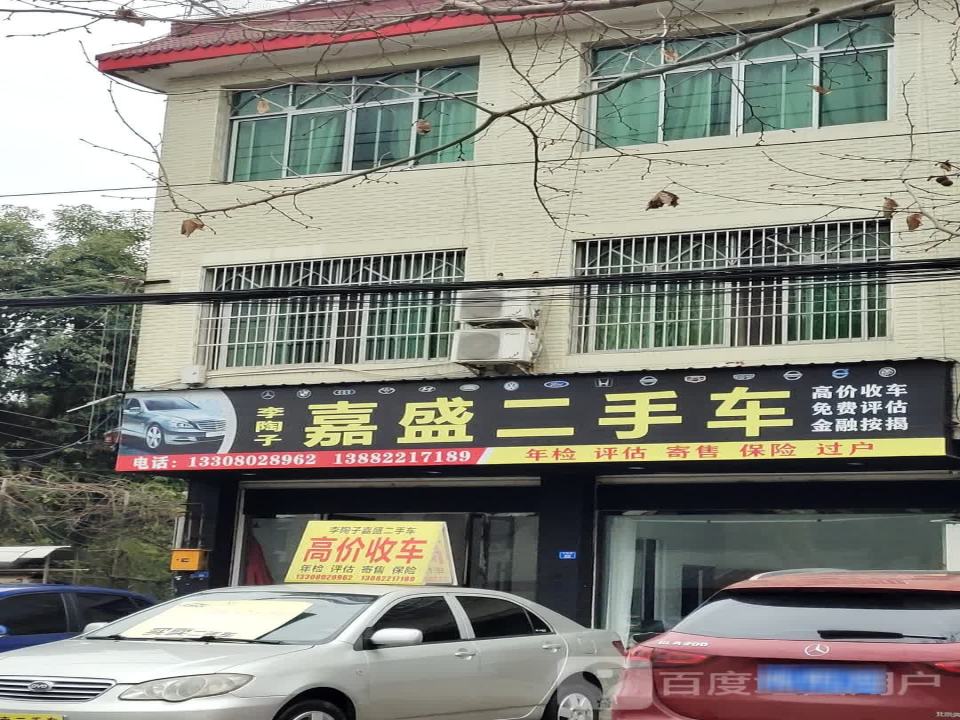 李陶子 嘉盛二手车
高价收车
免费评估
金融按揭
电话：13308028962 13882217189
年检 评估 寄售 保险 过户
李陶子嘉盛二手车
高价收车
年检 评估 寄售 保险
13308028962 13882217189
GLA200